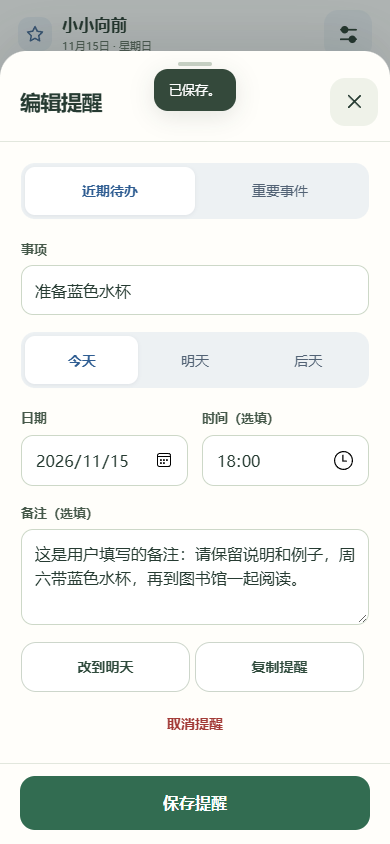 小小向前
11月15日 · 星期日
已保存。
编辑提醒
近期待办
重要事件
事项
准备蓝色水杯
今天
明天
后天
日期
时间（选填）
2026/11/15
18:00
备注（选填）
这是用户填写的备注：请保留说明和例子，周
六带蓝色水杯，再到图书馆一起阅读。
改到明天
复制提醒
取消提醒
保存提醒